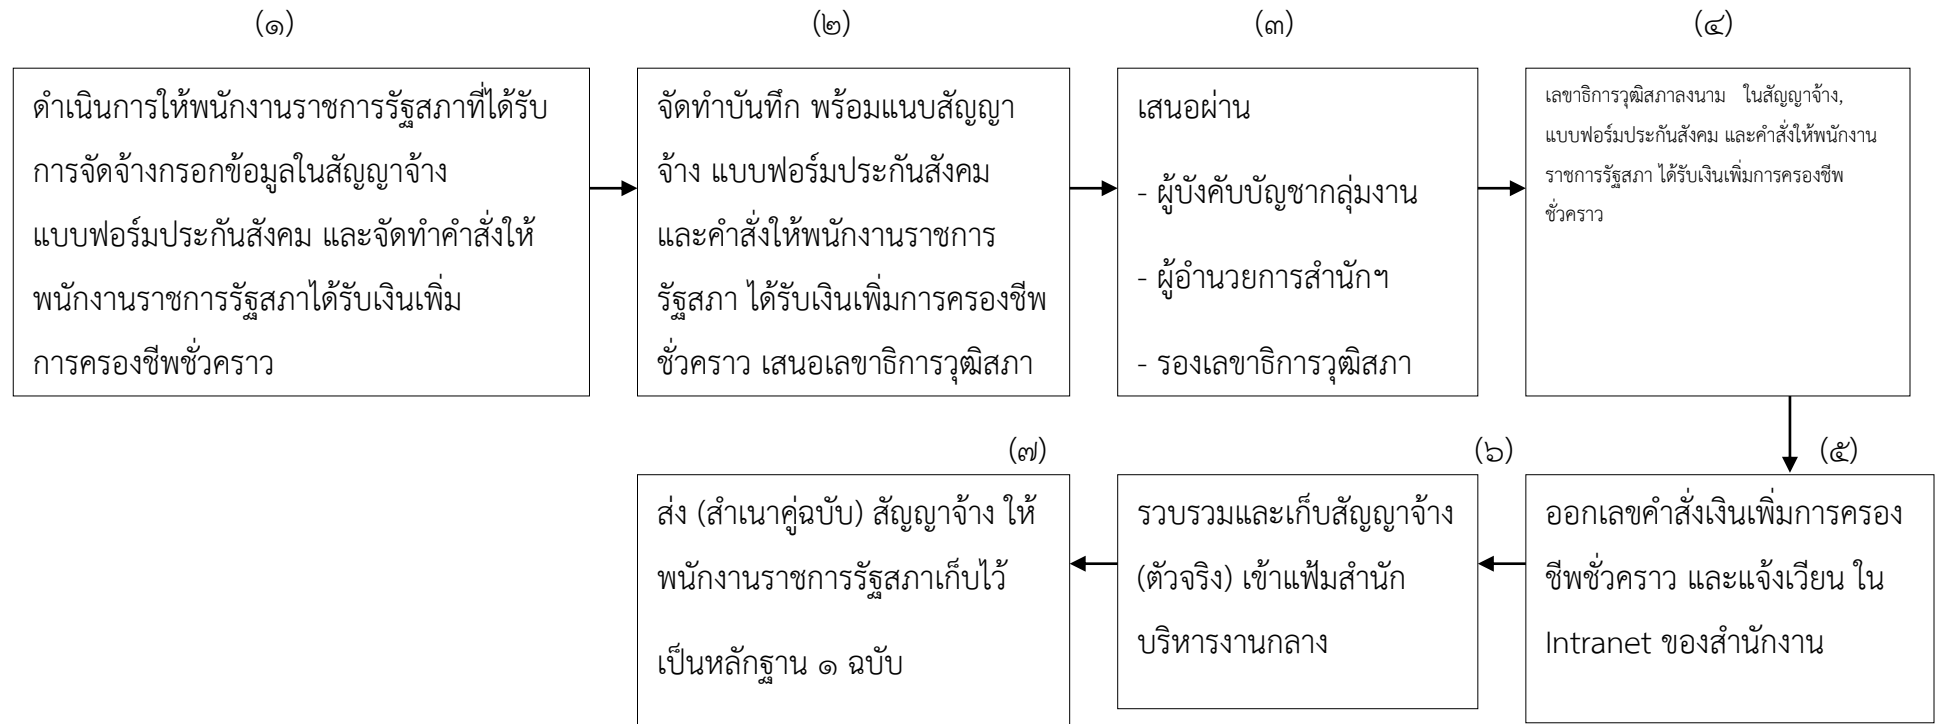 (๑)
ดำเนินการให้พนักงานราชการรัฐสภาที่ได้รับ
การจัดจ้างกรอกข้อมูลในสัญญาจ้าง
แบบฟอร์มประกันสังคม และจัดทำคำสั่งให้
พนักงานราชการรัฐสภาได้รับเงินเพิ่ม
การครองชีพชั่วคราว
(๒)
จัดทำบันทึก พร้อมแนบสัญญา
จ้าง แบบฟอร์มประกันสังคม
และคำสั่งให้พนักงานราชการ
รัฐสภา ได้รับเงินเพิ่มการครองชีพ
ชั่วคราว เสนอเลขาธิการวุฒิสภา
(๓)
เสนอผ่าน
- ผู้บังคับบัญชากลุ่มงาน
- ผู้อำนวยการสำนักฯ
- รองเลขาธิการวุฒิสภา
(๔)
เลขาธิการวุฒิสภาลงนาม ในสัญญาจ้าง,
แบบฟอร์มประกันสังคม และคำสั่งให้พนักงาน
ราชการรัฐสภา ได้รับเงินเพิ่มการครองชีพ
ชั่วคราว
(๕)
ออกเลขคำสั่งเงินเพิ่มการครอง
ชีพชั่วคราว และแจ้งเวียน ใน
Intranet ของสำนักงาน
(๖)
รวบรวมและเก็บสัญญาจ้าง
(ตัวจริง) เข้าแฟ้มสำนัก
บริหารงานกลาง
(๗)
ส่ง (สำเนาคู่ฉบับ) สัญญาจ้าง ให้
พนักงานราชการรัฐสภาเก็บไว้
เป็นหลักฐาน ๑ ฉบับ